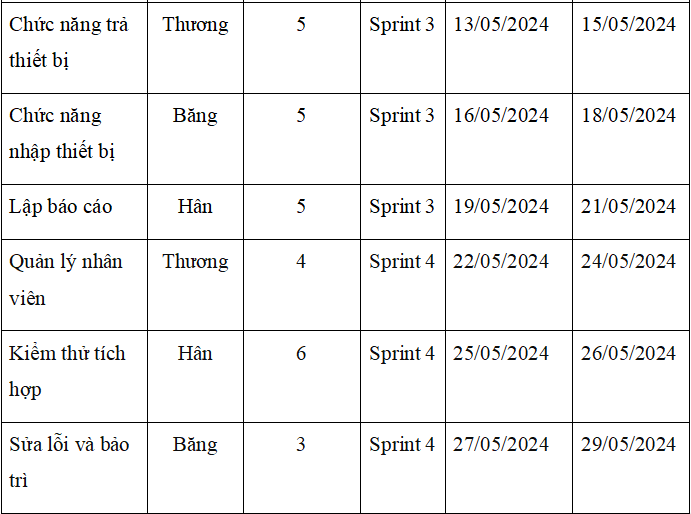 Chức năng trả Thương 5 Sprint 3 13/05/2024 15/05/2024
thiết bị
Chức năng Băng 5 Sprint 3 16/05/2024 18/05/2024
nhập thiết bị
Lập báo cáo Hân 5 Sprint 3 19/05/2024 21/05/2024
Quản lý nhân Thương 4 Sprint 4 22/05/2024 24/05/2024
viên
Kiểm thử tích Hân 6 Sprint 4 25/05/2024 26/05/2024
hợp
Sửa lỗi và bảo Băng 3 Sprint 4 27/05/2024 29/05/2024
trì